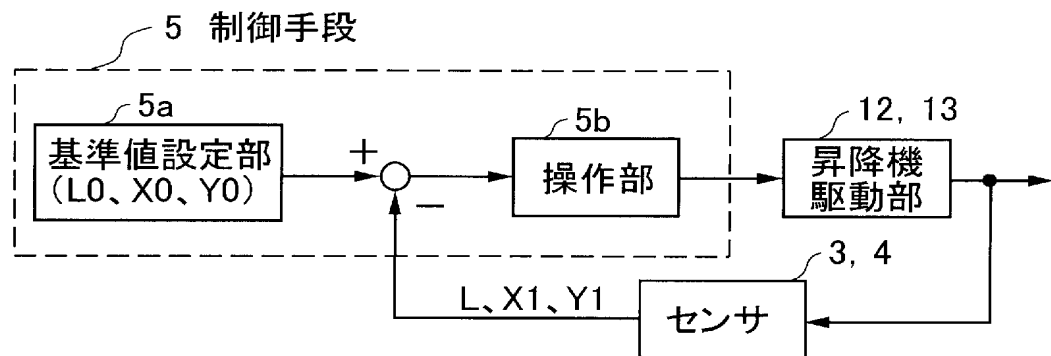 5 制御手段
5a
基準値設定部
(L0、X0、Y0)
+
−
5b
操作部
12, 13
昇降機
駆動部
3, 4
センサ
L、X1、Y1